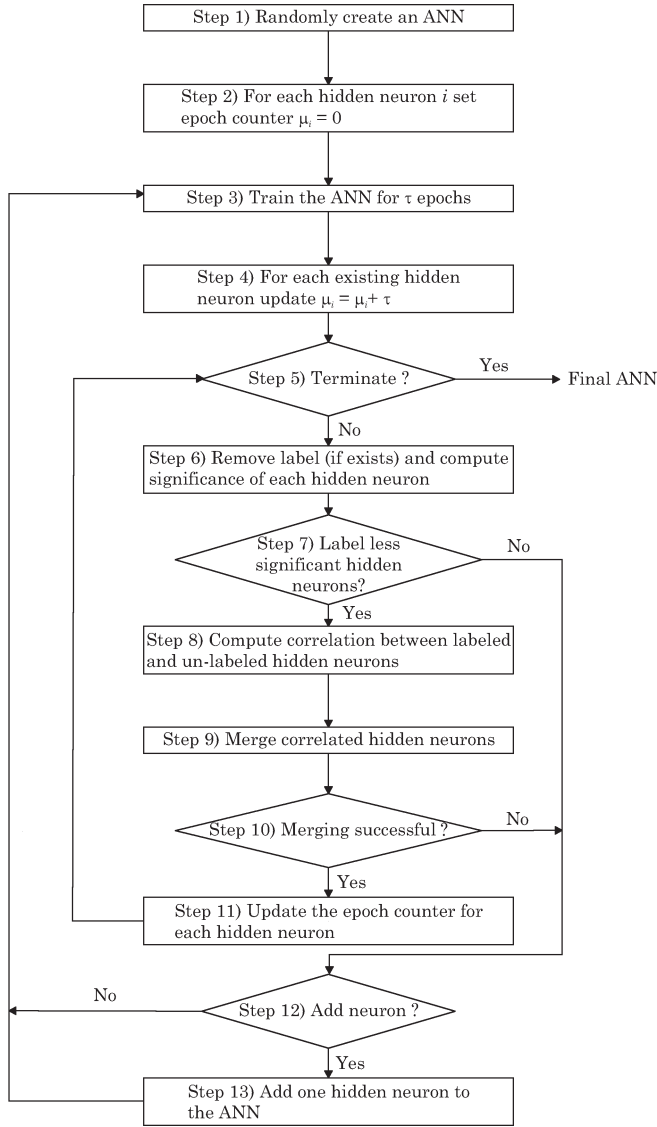 Step 1) Randomly create an ANN
Step 2) For each hidden neuron i set
epoch counter μi = 0
Step 3) Train the ANN for τ epochs
Step 4) For each existing hidden
neuron update μi = μi+ τ
Step 5) Terminate ?
Yes
Final ANN
No
Step 6) Remove label (if exists) and compute
significance of each hidden neuron
Step 7) Label less
significant hidden
neurons?
No
Yes
Step 8) Compute correlation between labeled
and un-labeled hidden neurons
Step 9) Merge correlated hidden neurons
Step 10) Merging successful ?
No
Yes
Step 11) Update the epoch counter for
each hidden neuron
No
Step 12) Add neuron ?
Yes
Step 13) Add one hidden neuron to
the ANN